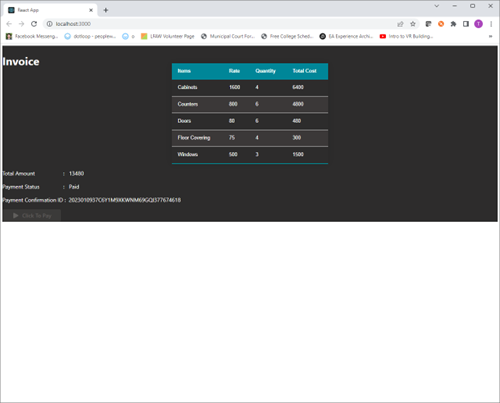 React App
localhost:3000
Facebook Messeng...
dotloop - peoplew...
LNW Volunteer Page
Municipal Court For...
Free College Sched...
EA Experience Archi...
Intro to VR Building...
Invoice
Items Rate Quantity Total Cost
Cabinets 1600 4 6400
Counters 800 6 4800
Doors 80 6 480
Floor Covering 75 4 300
Windows 500 3 1500
Total Amount : 13480
Payment Status : Paid
Payment Confirmation ID : 
Click To Pay